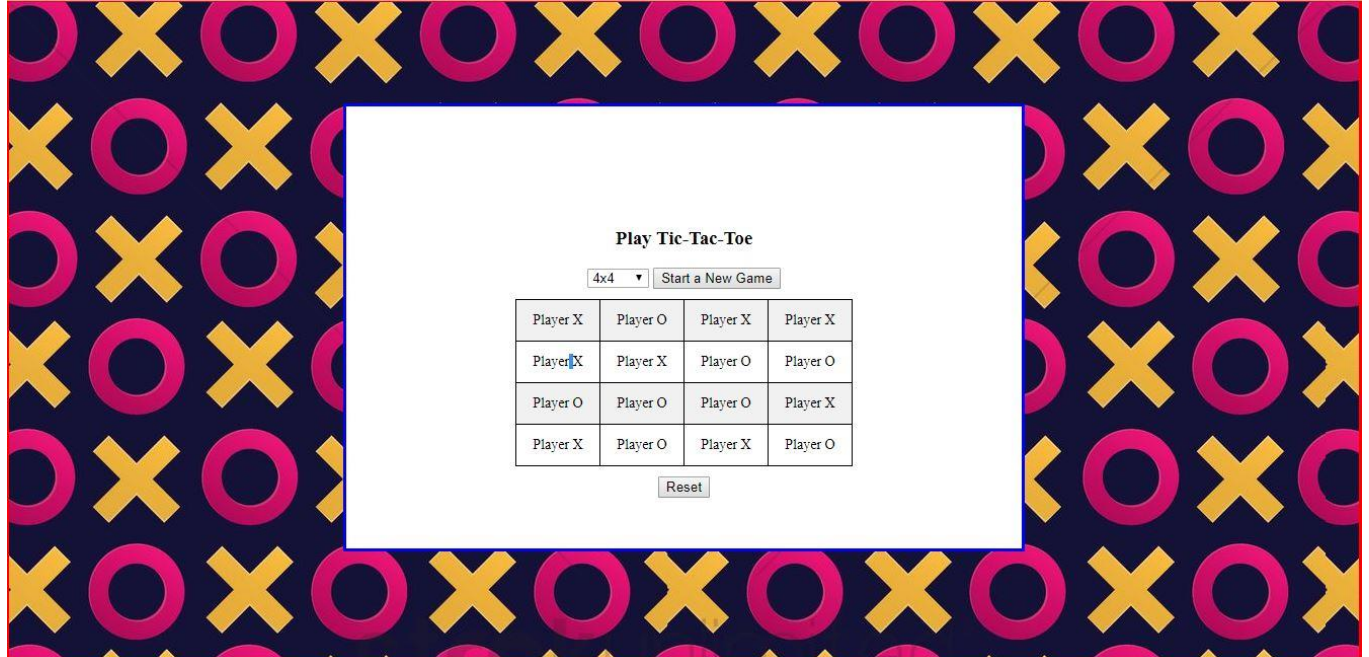 Play Tic-Tac-Toe
4x4 Start a New Game
Player X Player O Player X Player X
Player X Player X Player O Player O
Player O Player O Player O Player X
Player X Player O Player X Player O
Reset